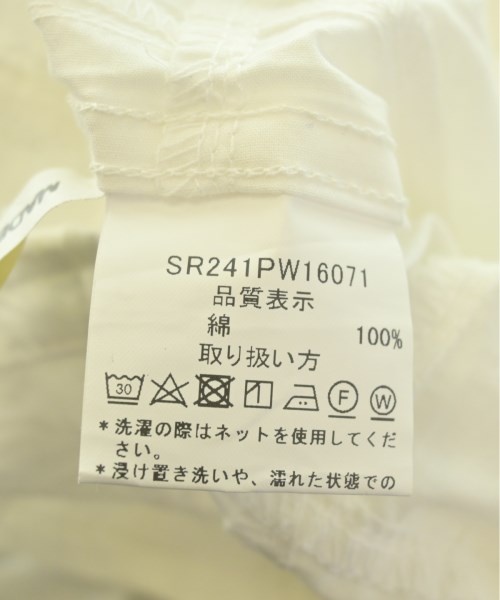 MADE
SR241PW16071
品質表示
綿 100%
取り扱い方
30 F W
*洗濯の際はネットを使用してくだ
さい。
*浸け置き洗いや、濡れた状態での